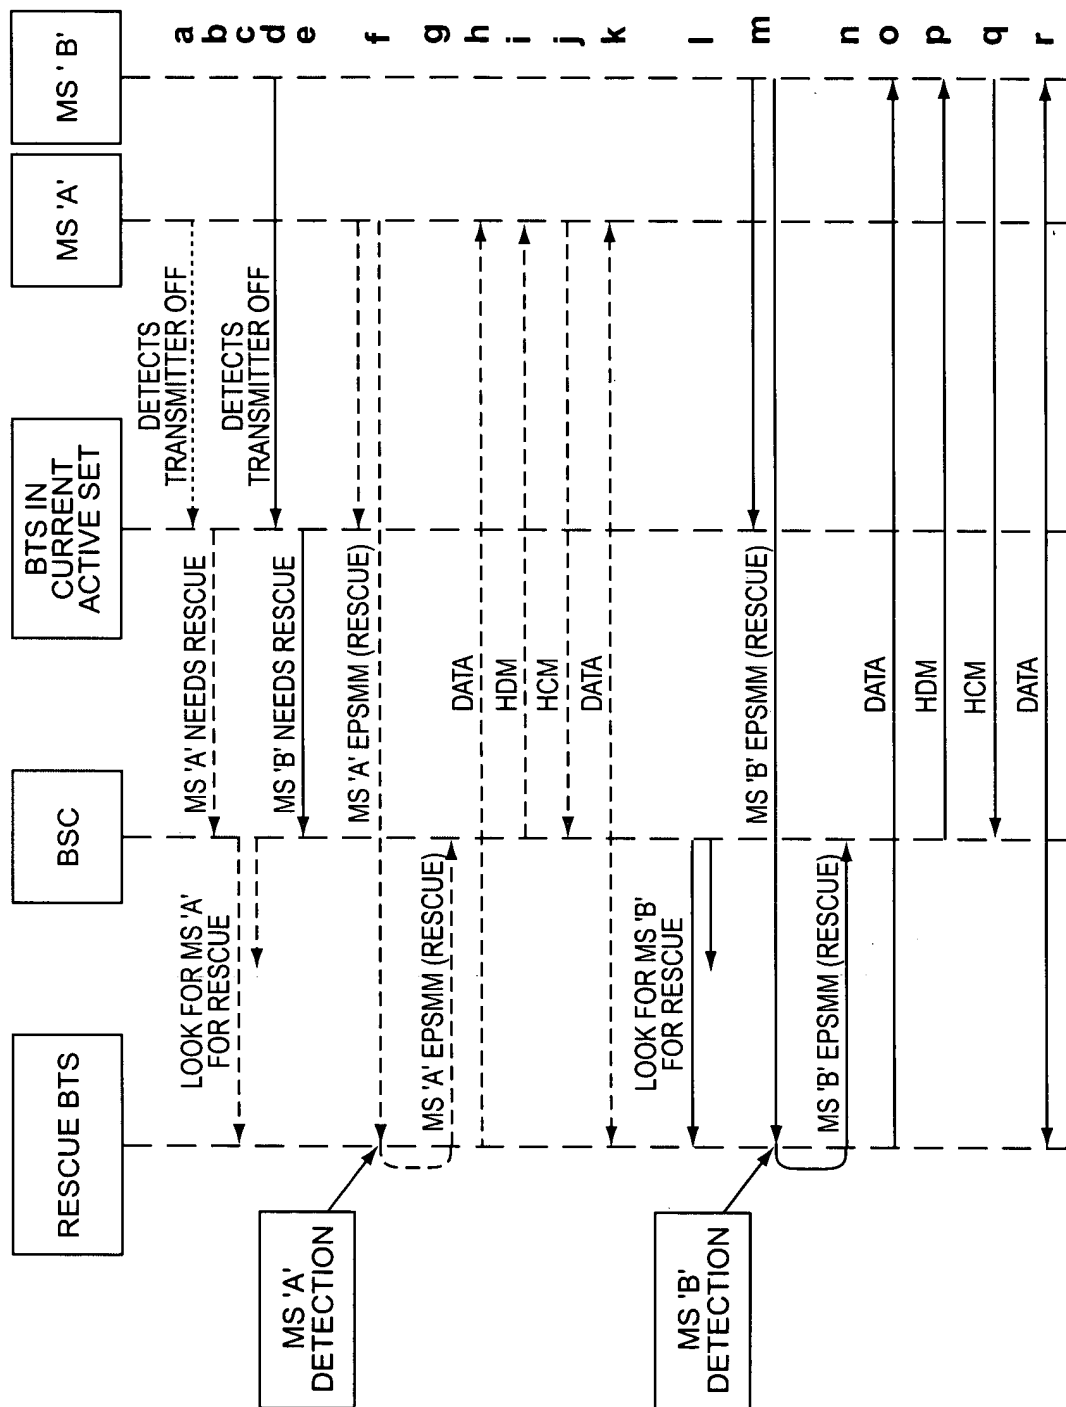 RESCUE BTS
BSC
BTS IN
CURRENT
ACTIVE SET
MS 'A'
MS ' B'
DETECTS
TRANSMITTER OFF
a
MS 'A' NEEDS RESCUE
b
LOOK FOR MS 'A'
FOR RESCUE
c
DETECTS
TRANSMITTER OFF
d
MS 'B' NEEDS RESCUE
e
MS 'A'
DETECTION
MS 'A' EPSMM (RESCUE)
f
MS 'A' EPSMM (RESCUE)
g
DATA
h
HDM
i
HCM
j
DATA
k
LOOK FOR MS 'B'
FOR RESCUE
l
MS 'B'
DETECTION
MS 'B' EPSMM (RESCUE)
m
MS 'B' EPSMM (RESCUE)
n
DATA
o
HDM
p
HCM
q
DATA
r